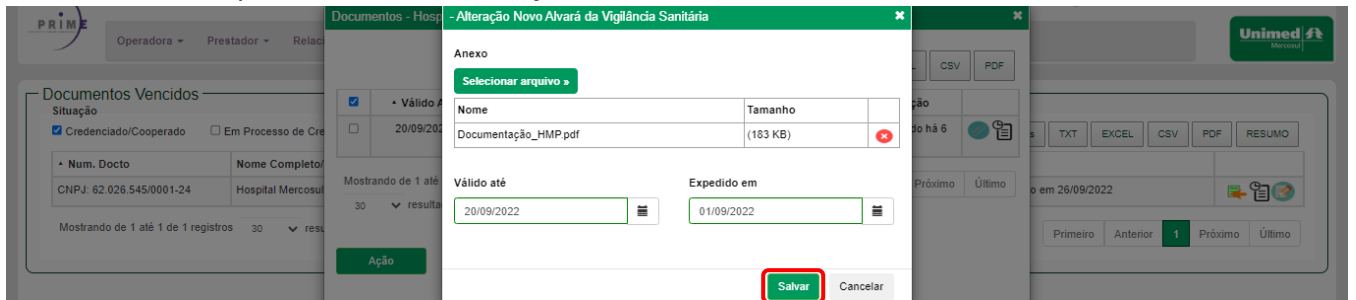 PRIME
Operadora
Prestador
Unimed
Mercosul
Documentos - Hosp
- Alteração Novo Alvará da Vigilância Sanitária
Anexo
Selecionar arquivo »
Nome
Tamanho
Documentação_HMP.pdf
(183 KB)
Válido até
Expedido em
20/09/2022
01/09/2022
Salvar
Cancelar
CSV
PDF
20/09/202
do há 6
Mostrando de 1 até
30
Próximo
Último
Ação
Documentos Vencidos
Situação
Credenciado/Cooperado
Em Processo de Cre
TXT
EXCEL
CSV
PDF
RESUMO
Num. Docto
Nome Completo/
CNPJ: 62.026.545/0001-24
Hospital Mercosul
o em 26/09/2022
Mostrando de 1 até 1 de 1 registros
30
Primeiro
Anterior
1
Próximo
Último